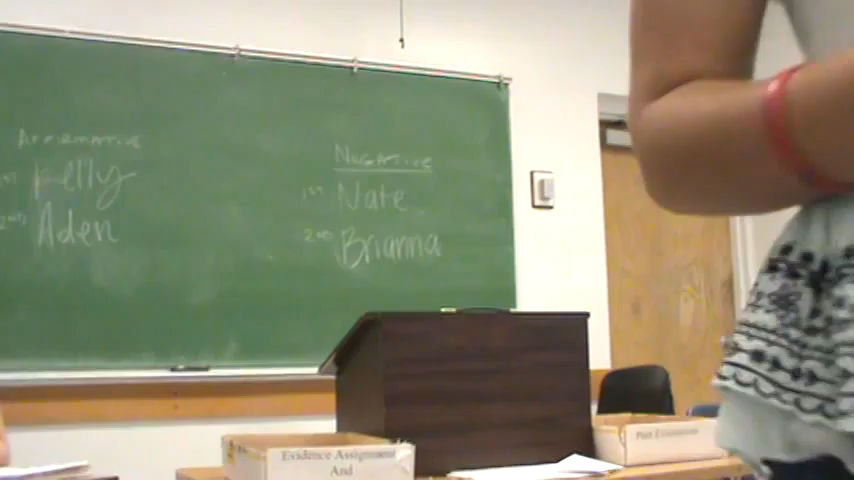 Affirmative
1st Kelly
2nd Aden
Negative
1st Nate
2nd Brianna
Evidence Assignment
And